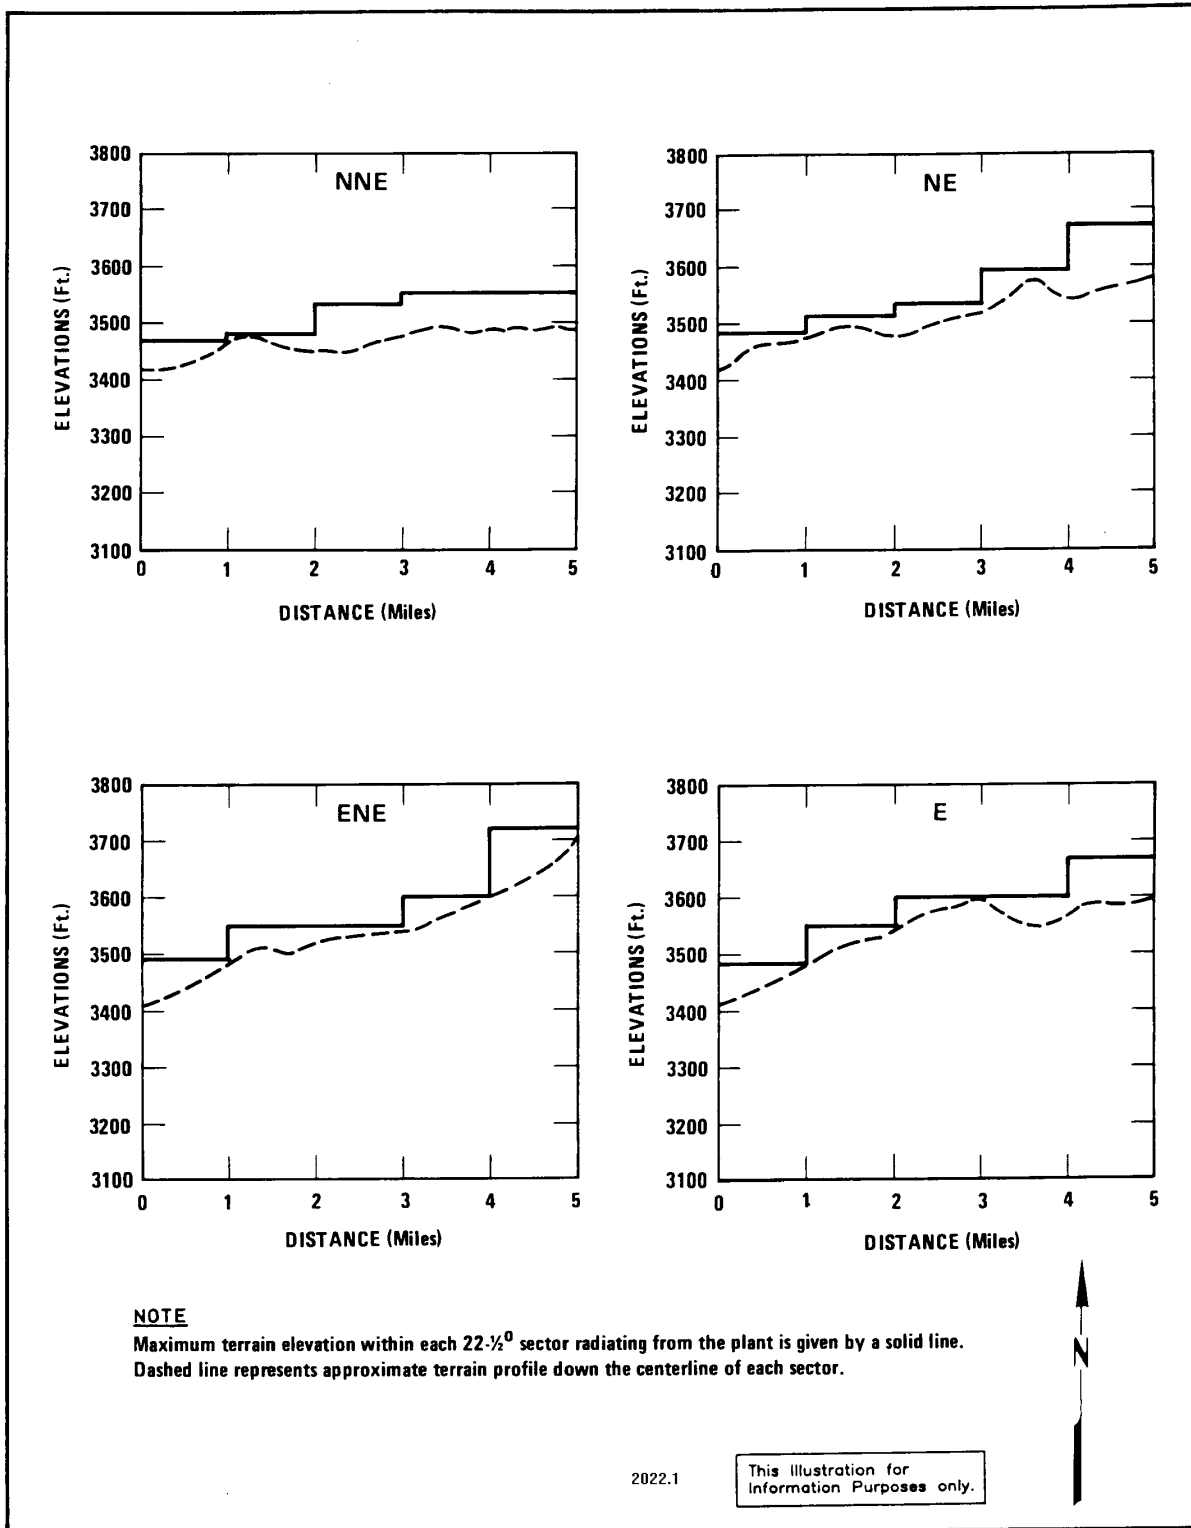 NNE
3800
3700
3600
3500
3400
3300
3200
3100
ELEVATIONS (Ft.)
0 1 2 3 4 5
DISTANCE (Miles)
NE
3800
3700
3600
3500
3400
3300
3200
3100
ELEVATIONS (Ft.)
0 1 2 3 4 5
DISTANCE (Miles)
ENE
3800
3700
3600
3500
3400
3300
3200
3100
ELEVATIONS (Ft.)
0 1 2 3 4 5
DISTANCE (Miles)
E
3800
3700
3600
3500
3400
3300
3200
3100
ELEVATIONS (Ft.)
0 1 2 3 4 5
DISTANCE (Miles)
NOTE
Maximum terrain elevation within each 22-½⁰ sector radiating from the plant is given by a solid line.
Dashed line represents approximate terrain profile down the centerline of each sector.
N
2022.1
This Illustration for
Information Purposes only.